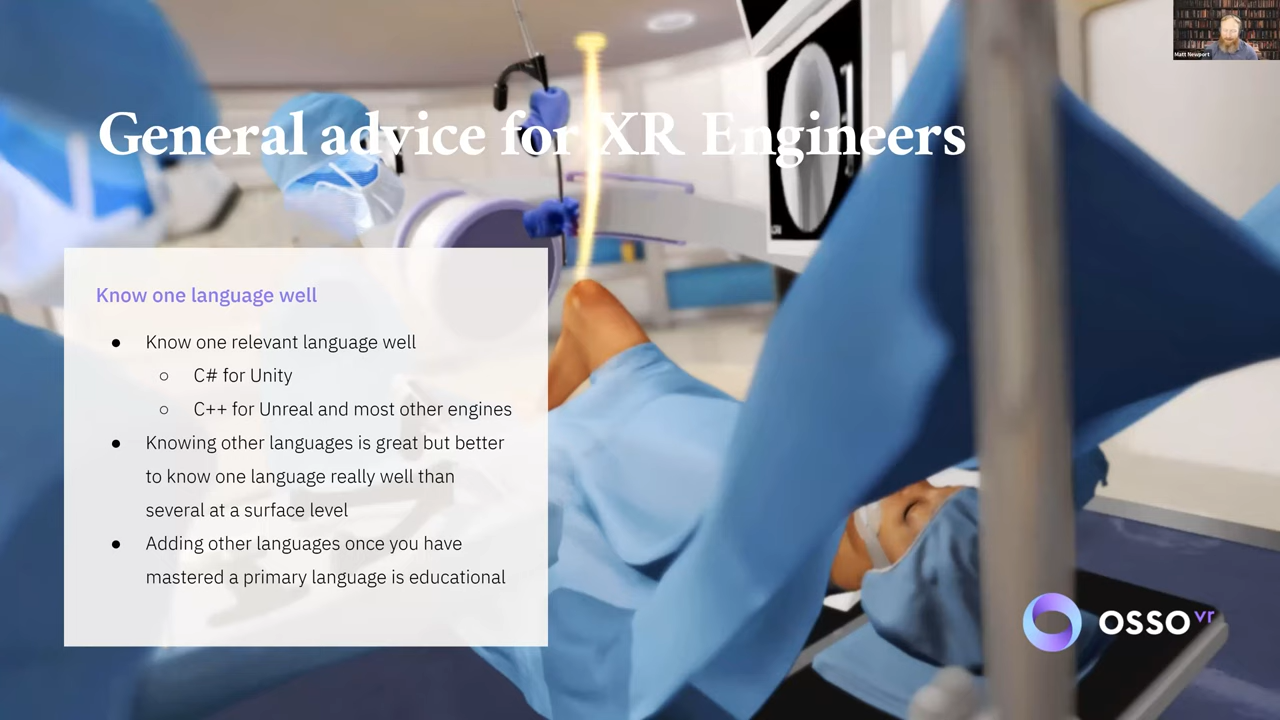 Matt Newport
General advice for XR Engineers
Know one language well
● Know one relevant language well
○ C# for Unity
○ C++ for Unreal and most other engines
● Knowing other languages is great but better
to know one language really well than
several at a surface level
● Adding other languages once you have
mastered a primary language is educational
OSSO vr